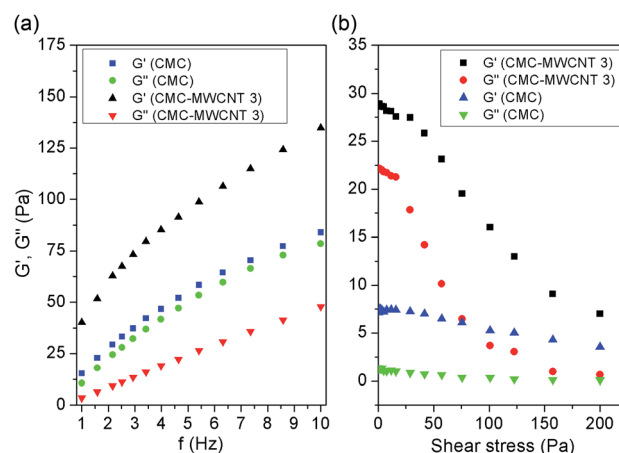 (a)
175
150
125
100
75
50
25
0
G', G'' (Pa)
G' (CMC)
G'' (CMC)
G' (CMC-MWCNT 3)
G'' (CMC-MWCNT 3)
1 2 3 4 5 6 7 8 9 10
f (Hz)
(b)
35
30
25
20
15
10
5
0
G' (CMC-MWCNT 3)
G'' (CMC-MWCNT 3)
G' (CMC)
G'' (CMC)
0 50 100 150 200
Shear stress (Pa)